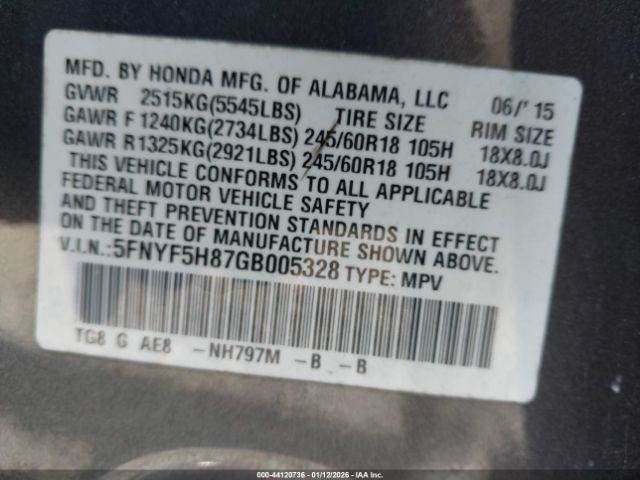 MFD. BY HONDA MFG. OF ALABAMA, LLC 06/'15
GVWR 2515KG(5545LBS) TIRE SIZE RIM SIZE
GAWR F 1240KG(2734LBS) 245/60R18 105H 18X8.0J
GAWR R 1325KG(2921LBS) 245/60R18 105H 18X8.0J
THIS VEHICLE CONFORMS TO ALL APPLICABLE
FEDERAL MOTOR VEHICLE SAFETY
AND THEFT PREVENTION STANDARDS IN EFFECT
ON THE DATE OF MANUFACTURE SHOWN ABOVE.
V.I.N.:5FNYF5H87GB005328 TYPE: MPV
TG8 G AE8 -NH797M -B -B
000-44120736 - 01/12/2026 - IAAI.com, Inc.